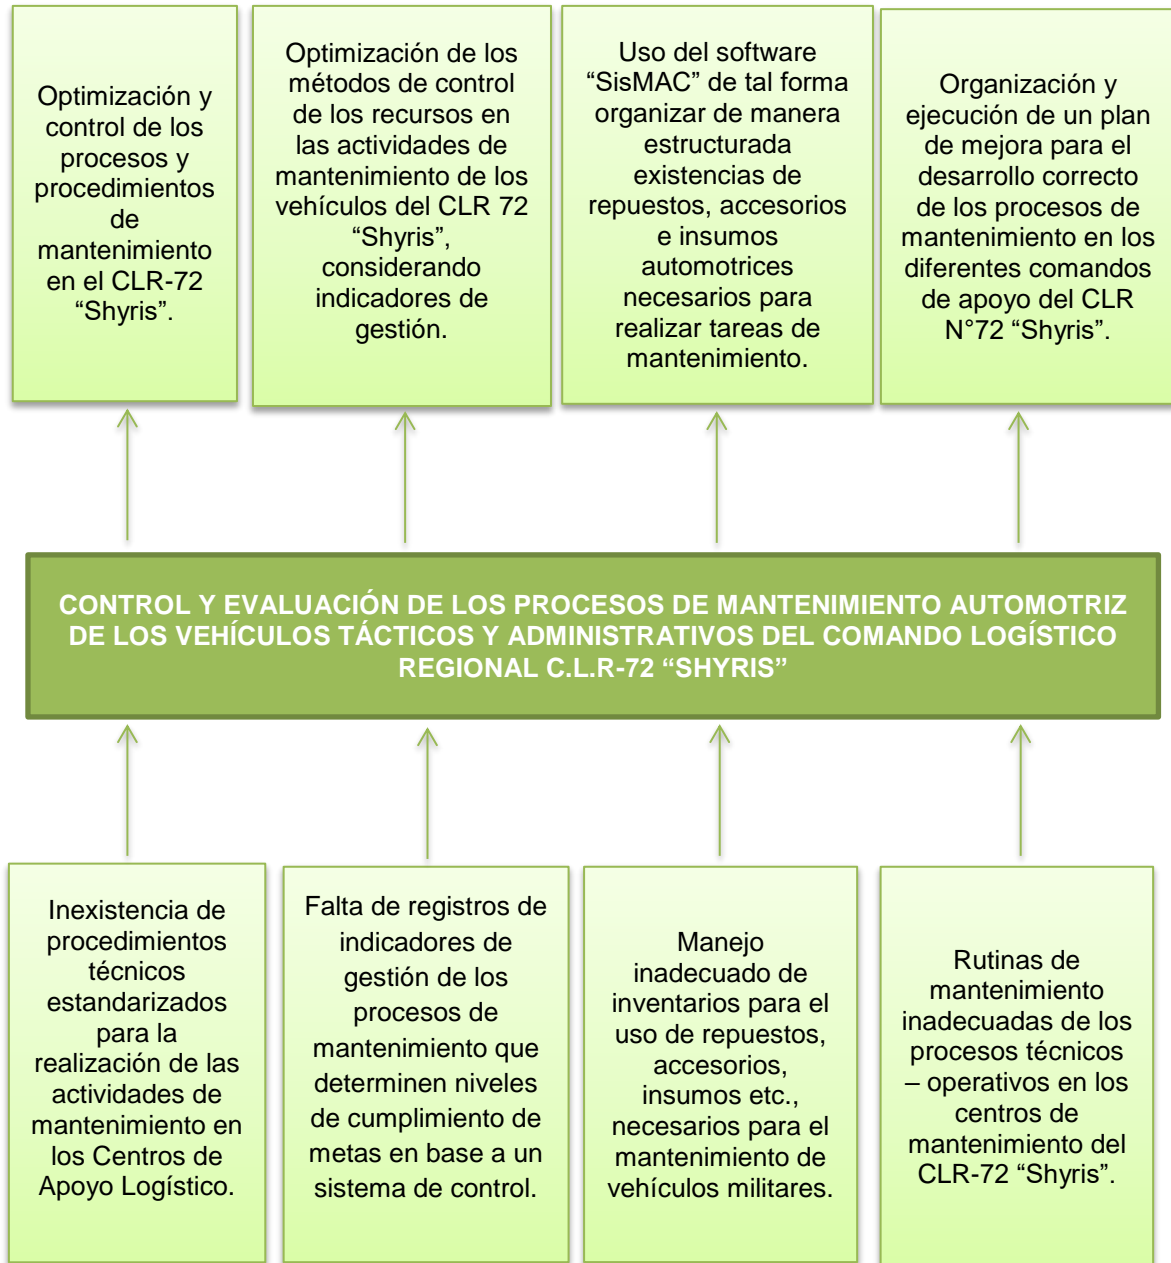 Optimización y
control de los
procesos y
procedimientos
de
mantenimiento
en el CLR-72
“Shyris”.
Optimización de los
métodos de control
de los recursos en
las actividades de
mantenimiento de los
vehículos del CLR 72
“Shyris”,
considerando
indicadores de
gestión.
Uso del software
“SisMAC” de tal forma
organizar de manera
estructurada
existencias de
repuestos, accesorios
e insumos
automotrices
necesarios para
realizar tareas de
mantenimiento.
Organización y
ejecución de un plan
de mejora para el
desarrollo correcto
de los procesos de
mantenimiento en los
diferentes comandos
de apoyo del CLR
N°72 “Shyris”.
CONTROL Y EVALUACIÓN DE LOS PROCESOS DE MANTENIMIENTO AUTOMOTRIZ
DE LOS VEHÍCULOS TÁCTICOS Y ADMINISTRATIVOS DEL COMANDO LOGÍSTICO
REGIONAL C.L.R-72 “SHYRIS”
Inexistencia de
procedimientos
técnicos
estandarizados
para la
realización de las
actividades de
mantenimiento en
los Centros de
Apoyo Logístico.
Falta de registros de
indicadores de
gestión de los
procesos de
mantenimiento que
determinen niveles
de cumplimiento de
metas en base a un
sistema de control.
Manejo
inadecuado de
inventarios para el
uso de repuestos,
accesorios,
insumos etc.,
necesarios para el
mantenimiento de
vehículos militares.
Rutinas de
mantenimiento
inadecuadas de los
procesos técnicos
– operativos en los
centros de
mantenimiento del
CLR-72 “Shyris”.